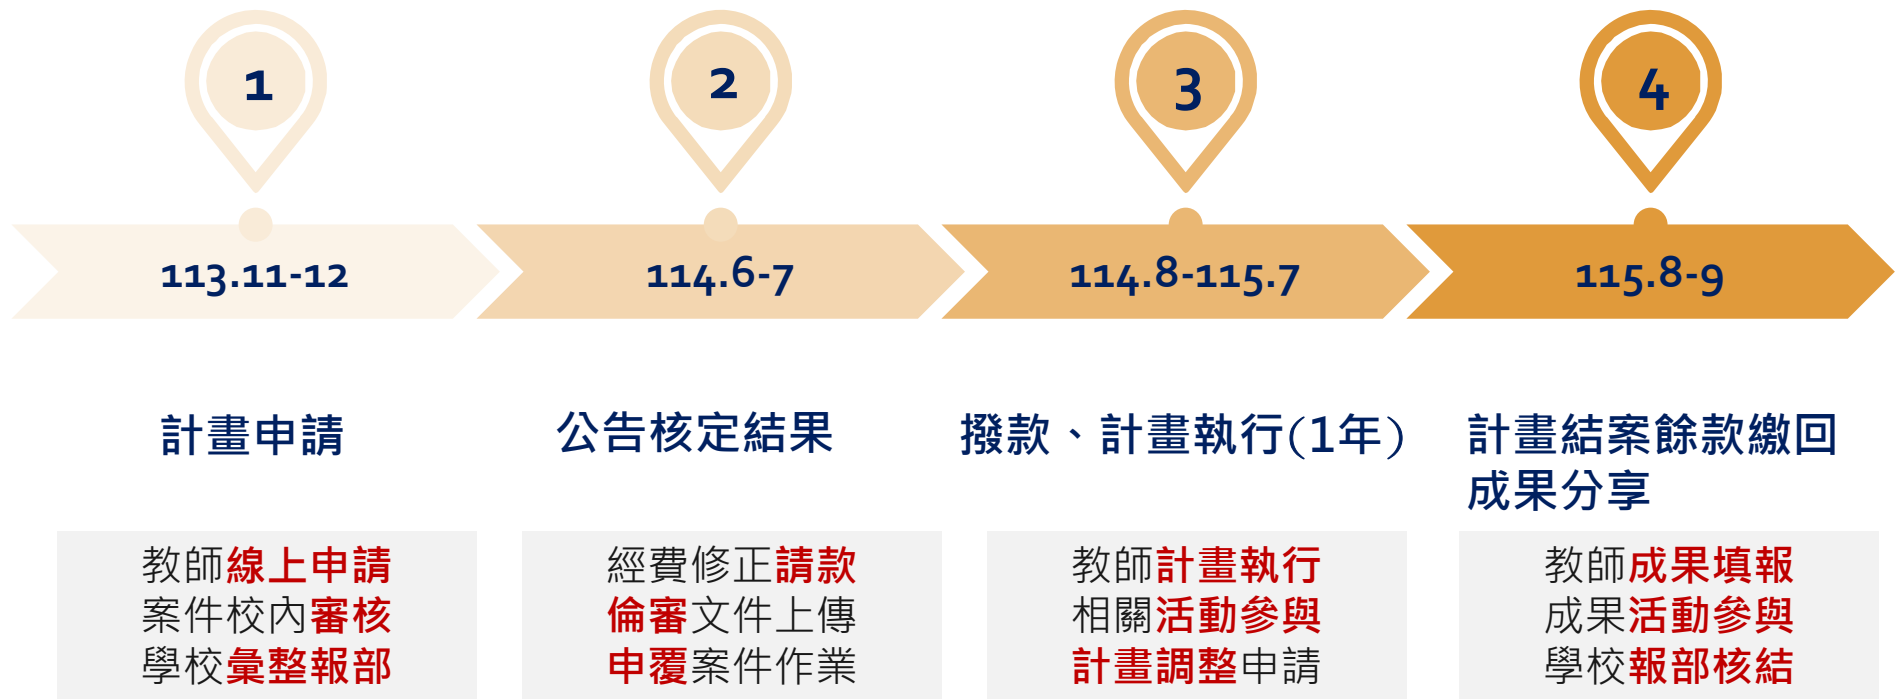 1
2
3
4
113.11-12
114.6-7
114.8-115.7
115.8-9
計畫申請
公告核定結果
撥款、計畫執行(1年)
計畫結案餘款繳回
成果分享
教師線上申請
案件校內審核
學校彙整報部
經費修正請款
倫審文件上傳
申覆案件作業
教師計畫執行
相關活動參與
計畫調整申請
教師成果填報
成果活動參與
學校報部核結